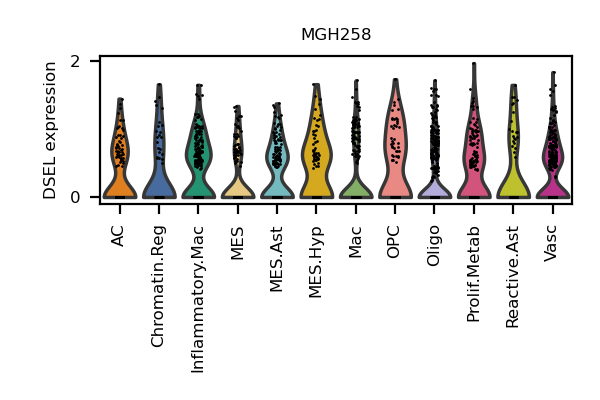 MGH258
DSEL expression
2
0
AC
Chromatin.Reg
Inflammatory.Mac
MES
MES.Ast
MES.Hyp
Mac
OPC
Oligo
Prolif.Metab
Reactive.Ast
Vasc